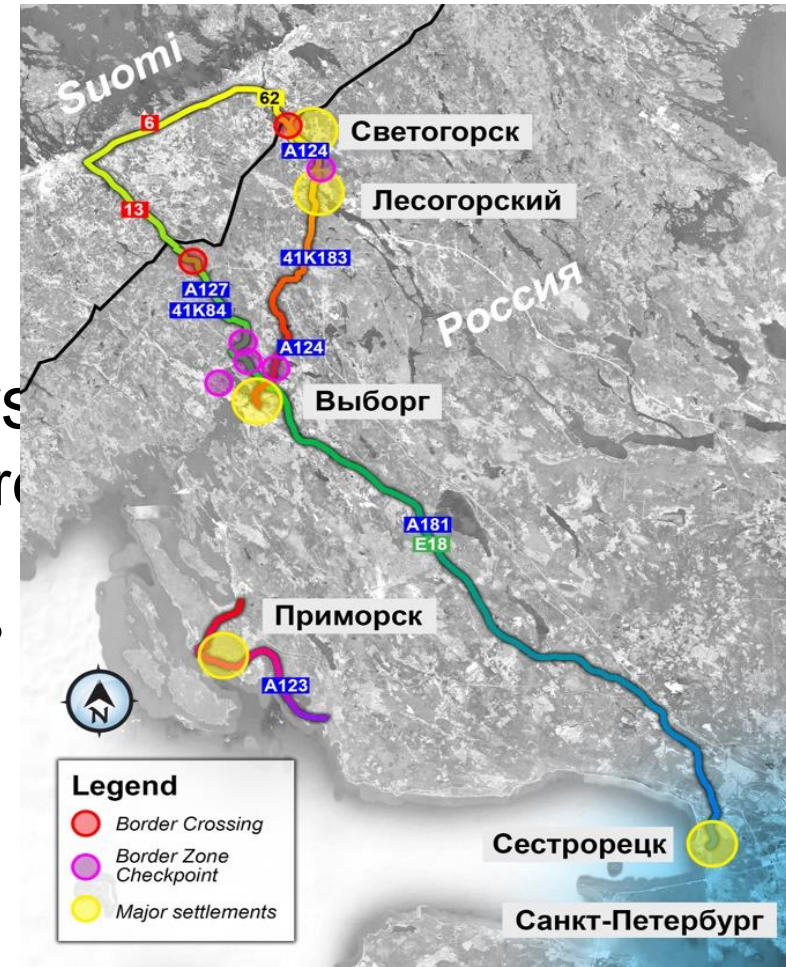 Suomi
62
6
Светогорск
A124
Лесогорский
13
41K183
Россия
A127
41K84
A124
Выборг
A181
E18
Приморск
A123
N
Legend
Border Crossing
Border Zone
Checkpoint
Major settlements
Сестрорецк
Санкт-Петербург